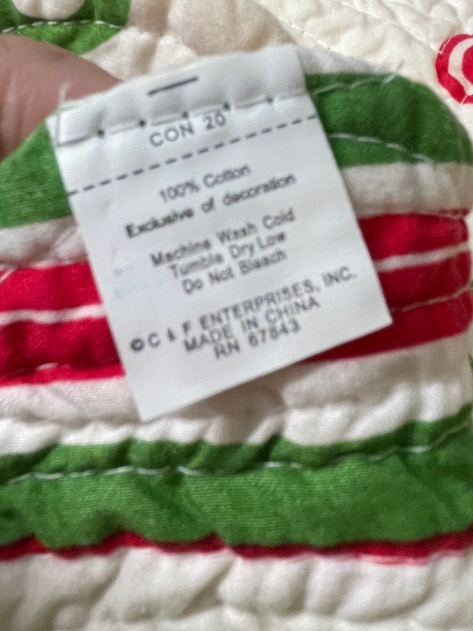 CON 20
100% Cotton
Exclusive of decoration
Machine Wash Cold
Tumble Dry Low
Do Not Bleach
©C & F ENTERPRISES, INC.
MADE IN CHINA
RN 67843